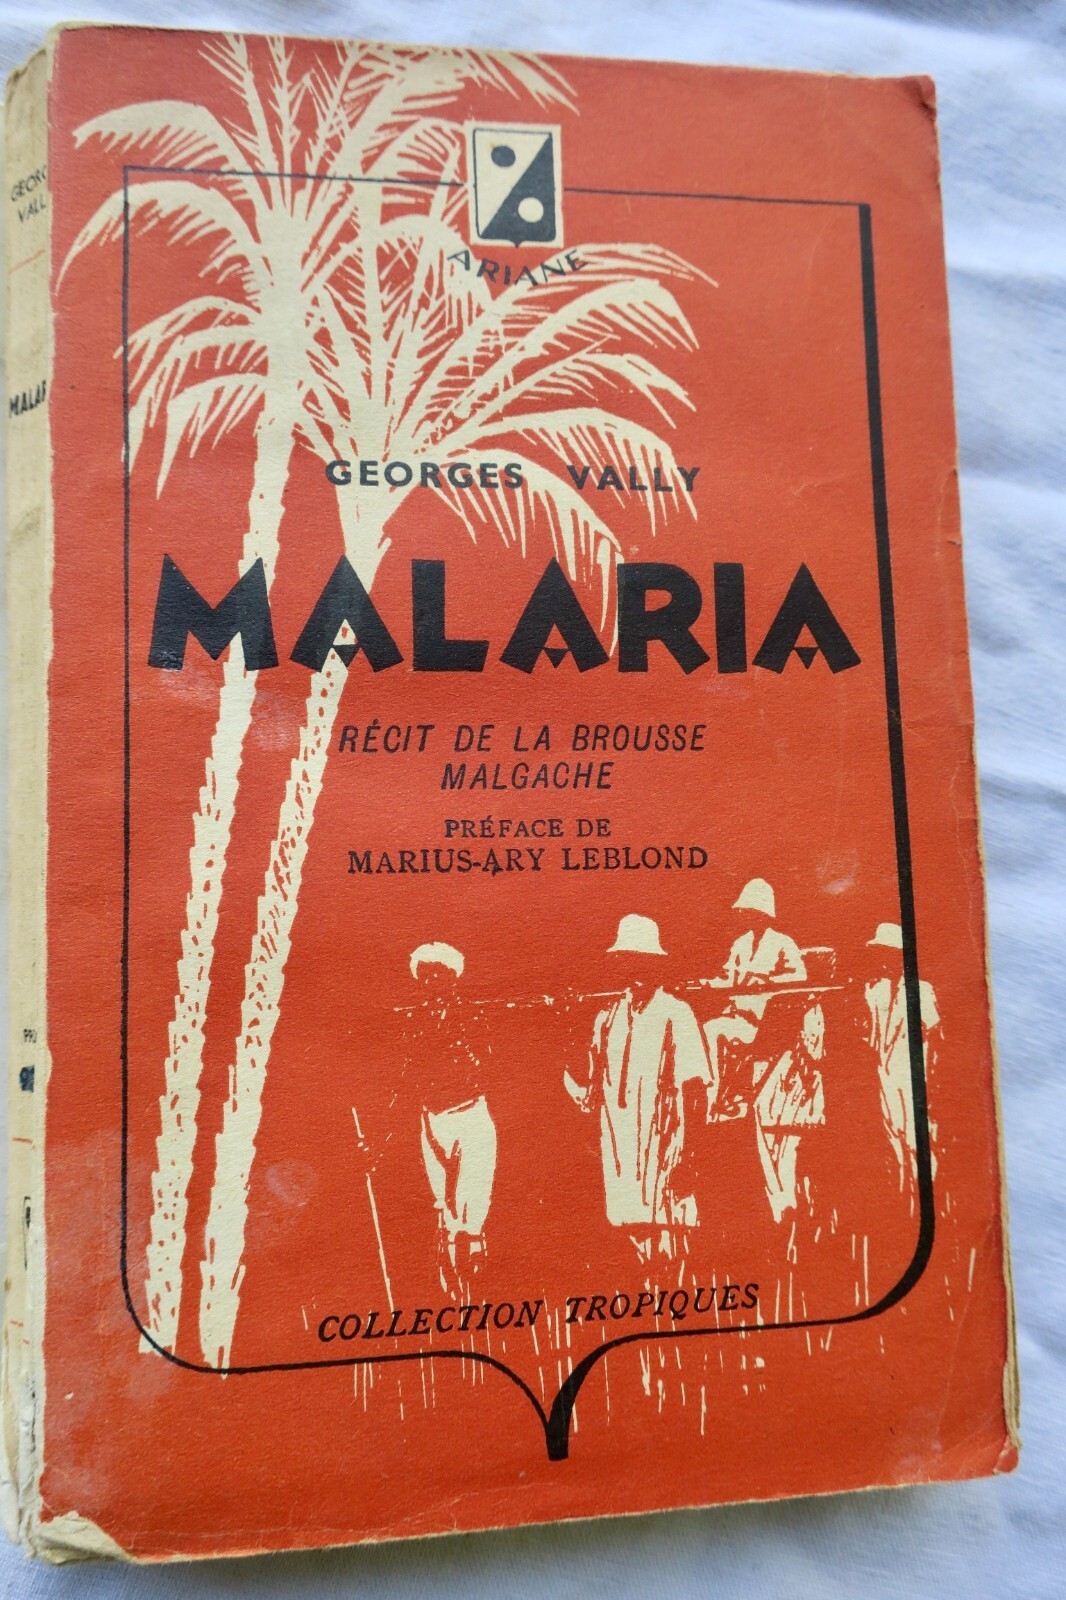 ARIANE
GEORGES VALLY
MALARIA
RÉCIT DE LA BROUSSE
MALGACHE
PRÉFACE DE
MARIUS-ARY LEBLOND
COLLECTION TROPIQUES